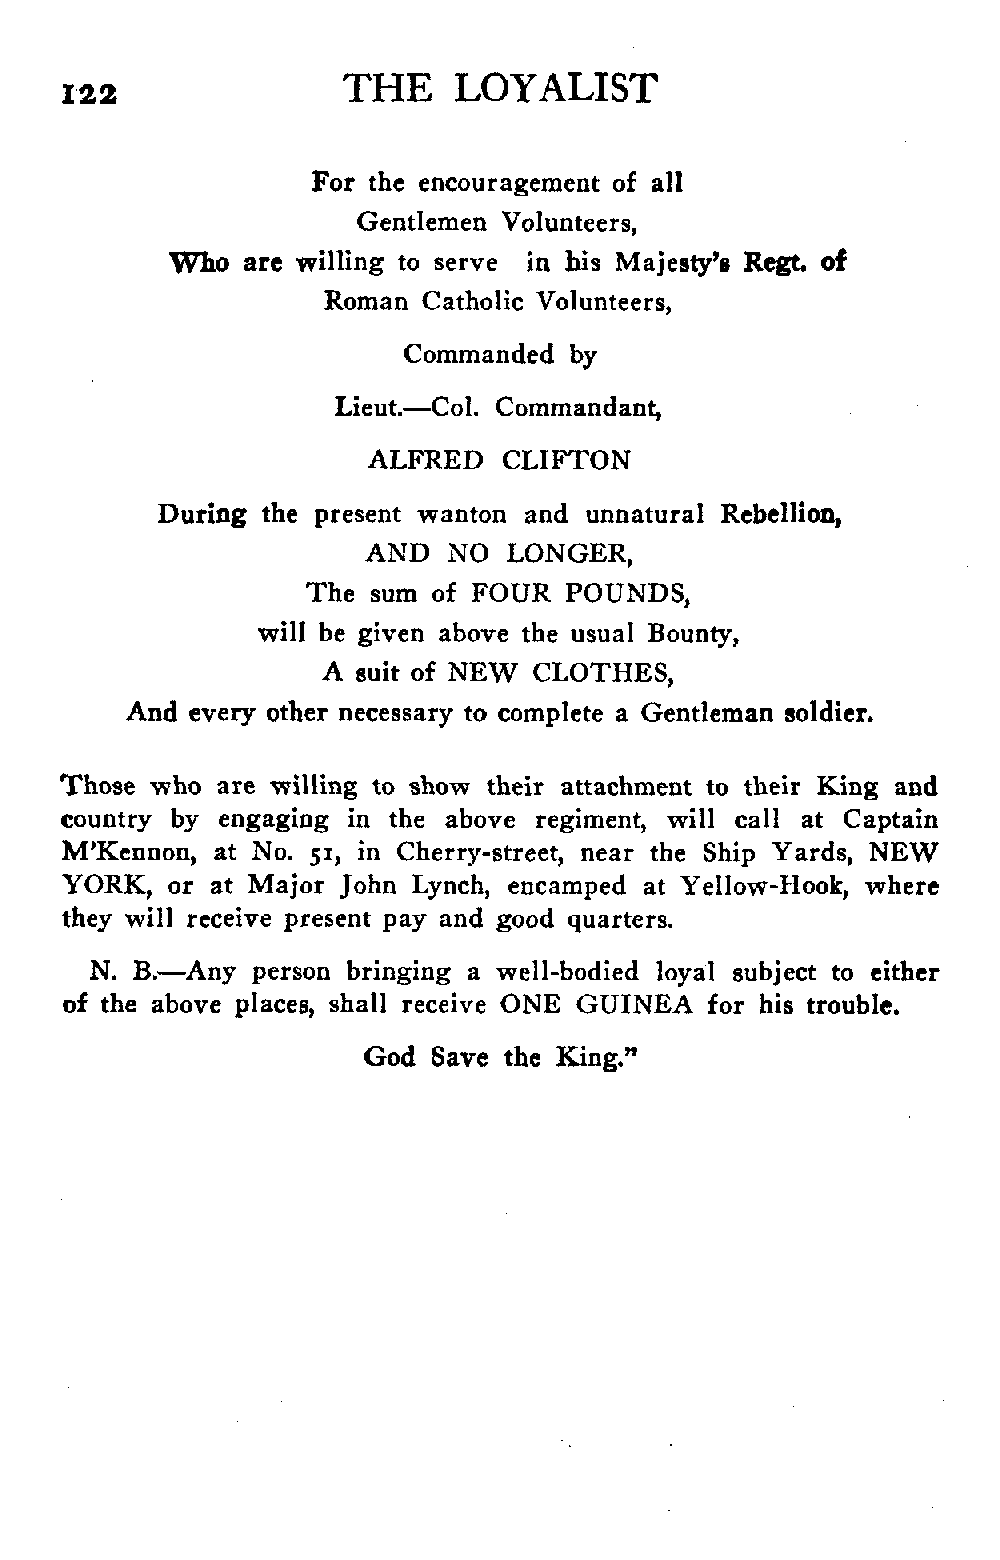 122 THE LOYALIST
For the encouragement of all
Gentlemen Volunteers,
Who are willing to serve in his Majesty's Regt. of
Roman Catholic Volunteers,
Commanded by
Lieut.—Col. Commandant,
ALFRED CLIFTON
During the present wanton and unnatural Rebellion,
AND NO LONGER,
The sum of FOUR POUNDS,
will be given above the usual Bounty,
A suit of NEW CLOTHES,
And every other necessary to complete a Gentleman soldier.
Those who are willing to show their attachment to their King and
country by engaging in the above regiment, will call at Captain
M'Kennon, at No. 51, in Cherry-street, near the Ship Yards, NEW
YORK, or at Major John Lynch, encamped at Yellow-Hook, where
they will receive present pay and good quarters.
N. B.—Any person bringing a well-bodied loyal subject to either
of the above places, shall receive ONE GUINEA for his trouble.
God Save the King."